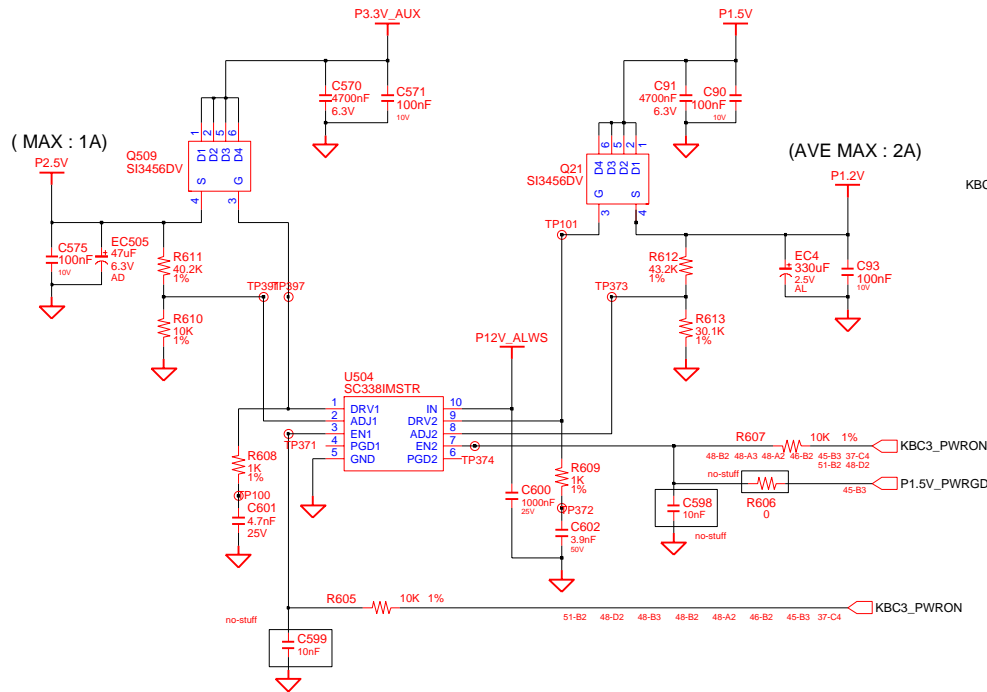 P3.3V_AUX
P1.5V
C570
4700nF
6.3V
C571
100nF
10V
C91
4700nF
6.3V
C90
100nF
10V
( MAX : 1A)
P2.5V
Q509
SI3456DV
1 2 5 6
D1 D2 D3 D4
S G
4 3
Q21
SI3456DV
6 5 2 1
D4 D3 D2 D1
G S
3 4
(AVE MAX : 2A)
P1.2V
KBC
TP101
C575
100nF
10V
EC505
47uF
6.3V
AD
R611
40.2K
1%
R612
43.2K
1%
EC4
330uF
2.5V
AL
C93
100nF
10V
TP397
TP373
R610
10K
1%
R613
30.1K
1%
P12V_ALWS
U504
SC338IMSTR
1 DRV1 IN 10
2 ADJ1 DRV2 9
3 EN1 ADJ2 8
4 PGD1 EN2 7
5 GND PGD2 6
TP371
TP374
R607 10K 1%
KBC3_PWRON
48-B2 48-A3 48-A2 46-B2 45-B3 37-C4
51-B2 48-D2
R608
1K
1%
R609
1K
1%
no-stuff
R606
0
P1.5V_PWRGD
45-B3
TP100
C601
4.7nF
25V
C600
1000nF
25V
TP372
C602
3.9nF
50V
C598
10nF
no-stuff
R605 10K 1%
KBC3_PWRON
51-B2 48-D2 48-B3 48-B2 48-A2 46-B2 45-B3 37-C4
no-stuff
C599
10nF